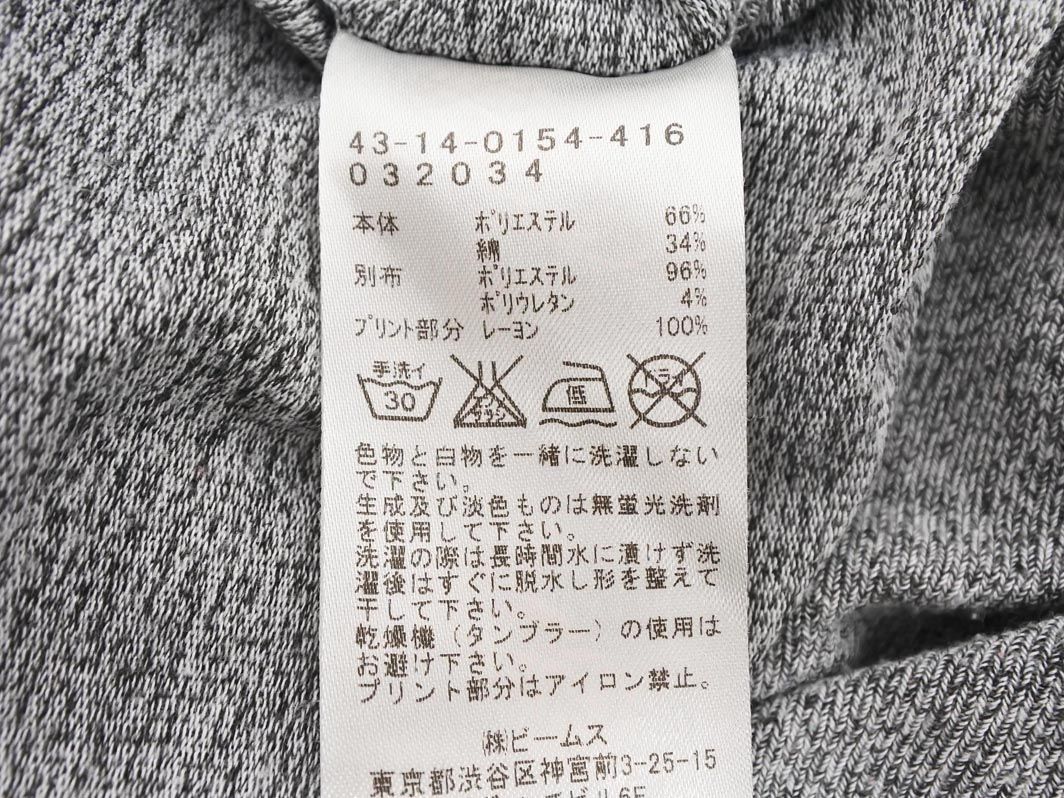 43-14-0154-416
032034
本体 ポリエステル 66%
綿 34%
別布 ポリエステル 96%
ポリウレタン 4%
プリント部分 レーヨン 100%
手洗イ
30
エンソ
サラシ
低
ドライ
色物と白物を一緒に洗濯しない
で下さい。
生成及び淡色ものは無蛍光洗剤
を使用して下さい。
洗濯の際は長時間水に漬けず洗
濯後はすぐに脱水し形を整えて
干して下さい。
乾燥機(タンブラー)の使用は
お避け下さい。
プリント部分はアイロン禁止。
㈱ビームス
東京都渋谷区神宮前3-25-15